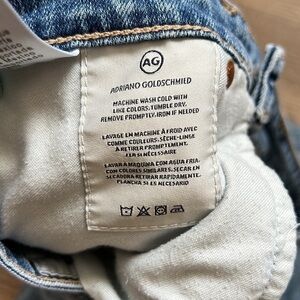 AG
ADRIANO GOLDSCHMIED
MACHINE WASH COLD WITH
LIKE COLORS. TUMBLE DRY.
REMOVE PROMPTLY. IRON IF NEEDED
LAVAGE EN MACHINE À FROID AVEC
COMME COULEURS. SÈCHE-LINGE
À RETIRER PROMPTEMENT.
ER SI NÉCESSAIRE.
LAVAR A MAQUINA CON AGUA FRIA.
CON COLORES SIMILARES. SECAR EN
SECADORA RETIRAR RAPIDAMENTE.
PLANCHA SI ES NECESARIO